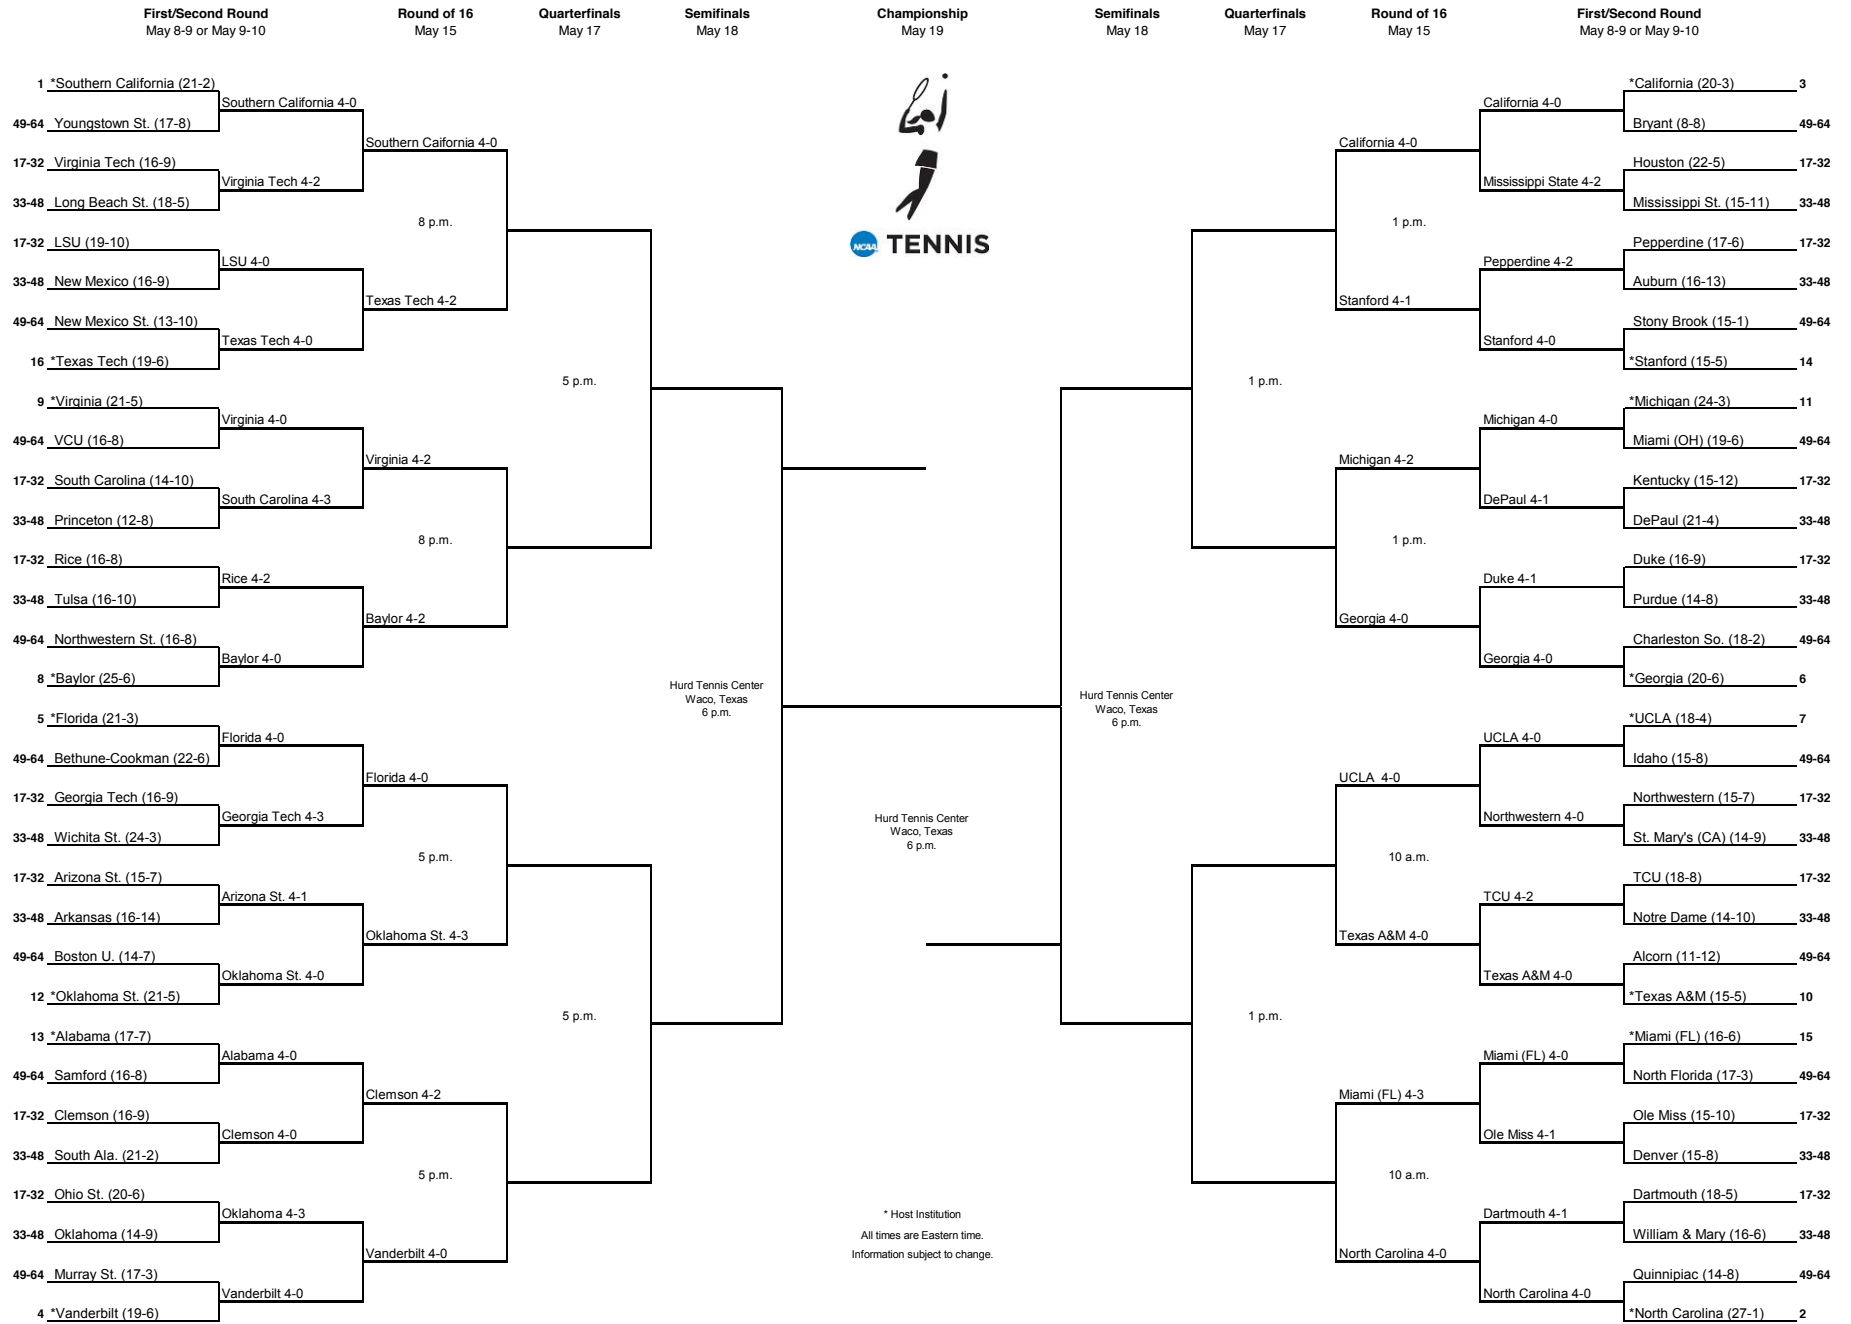 First/Second Round
May 8-9 or May 9-10
Round of 16
May 15
Quarterfinals
May 17
Semifinals
May 18
Championship
May 19
Semifinals
May 18
Quarterfinals
May 17
Round of 16
May 15
First/Second Round
May 8-9 or May 9-10
1 *Southern California (21-2)
Southern California 4-0
49-64 Youngstown St. (17-8)
Southern Caifornia 4-0
17-32 Virginia Tech (16-9)
Virginia Tech 4-2
33-48 Long Beach St. (18-5)
8 p.m.
17-32 LSU (19-10)
LSU 4-0
33-48 New Mexico (16-9)
Texas Tech 4-2
49-64 New Mexico St. (13-10)
Texas Tech 4-0
16 *Texas Tech (19-6)
5 p.m.
9 *Virginia (21-5)
Virginia 4-0
49-64 VCU (16-8)
Virginia 4-2
17-32 South Carolina (14-10)
South Carolina 4-3
33-48 Princeton (12-8)
8 p.m.
17-32 Rice (16-8)
Rice 4-2
33-48 Tulsa (16-10)
Baylor 4-2
49-64 Northwestern St. (16-8)
Baylor 4-0
8 *Baylor (25-6)
Hurd Tennis Center
Waco, Texas
6 p.m.
5 *Florida (21-3)
Florida 4-0
49-64 Bethune-Cookman (22-6)
Florida 4-0
17-32 Georgia Tech (16-9)
Georgia Tech 4-3
33-48 Wichita St. (24-3)
5 p.m.
17-32 Arizona St. (15-7)
Arizona St. 4-1
33-48 Arkansas (16-14)
Oklahoma St. 4-3
49-64 Boston U. (14-7)
Oklahoma St. 4-0
12 *Oklahoma St. (21-5)
5 p.m.
13 *Alabama (17-7)
Alabama 4-0
49-64 Samford (16-8)
Clemson 4-2
17-32 Clemson (16-9)
Clemson 4-0
33-48 South Ala. (21-2)
5 p.m.
17-32 Ohio St. (20-6)
Oklahoma 4-3
33-48 Oklahoma (14-9)
Vanderbilt 4-0
49-64 Murray St. (17-3)
Vanderbilt 4-0
4 *Vanderbilt (19-6)
NCAA TENNIS
Hurd Tennis Center
Waco, Texas
6 p.m.
* Host Institution
All times are Eastern time.
Information subject to change.
*California (20-3) 3
California 4-0
Bryant (8-8) 49-64
California 4-0
Houston (22-5) 17-32
Mississippi State 4-2
Mississippi St. (15-11) 33-48
1 p.m.
Pepperdine (17-6) 17-32
Pepperdine 4-2
Auburn (16-13) 33-48
Stanford 4-1
Stony Brook (15-1) 49-64
Stanford 4-0
*Stanford (15-5) 14
1 p.m.
*Michigan (24-3) 11
Michigan 4-0
Miami (OH) (19-6) 49-64
Michigan 4-2
Kentucky (15-12) 17-32
DePaul 4-1
DePaul (21-4) 33-48
1 p.m.
Duke (16-9) 17-32
Duke 4-1
Purdue (14-8) 33-48
Georgia 4-0
Charleston So. (18-2) 49-64
Georgia 4-0
*Georgia (20-6) 6
Hurd Tennis Center
Waco, Texas
6 p.m.
*UCLA (18-4) 7
UCLA 4-0
Idaho (15-8) 49-64
UCLA 4-0
Northwestern (15-7) 17-32
Northwestern 4-0
St. Mary's (CA) (14-9) 33-48
10 a.m.
TCU (18-8) 17-32
TCU 4-2
Notre Dame (14-10) 33-48
Texas A&M 4-0
Alcorn (11-12) 49-64
Texas A&M 4-0
*Texas A&M (15-5) 10
1 p.m.
*Miami (FL) (16-6) 15
Miami (FL) 4-0
North Florida (17-3) 49-64
Miami (FL) 4-3
Ole Miss (15-10) 17-32
Ole Miss 4-1
Denver (15-8) 33-48
10 a.m.
Dartmouth (18-5) 17-32
Dartmouth 4-1
William & Mary (16-6) 33-48
North Carolina 4-0
Quinnipiac (14-8) 49-64
North Carolina 4-0
*North Carolina (27-1) 2